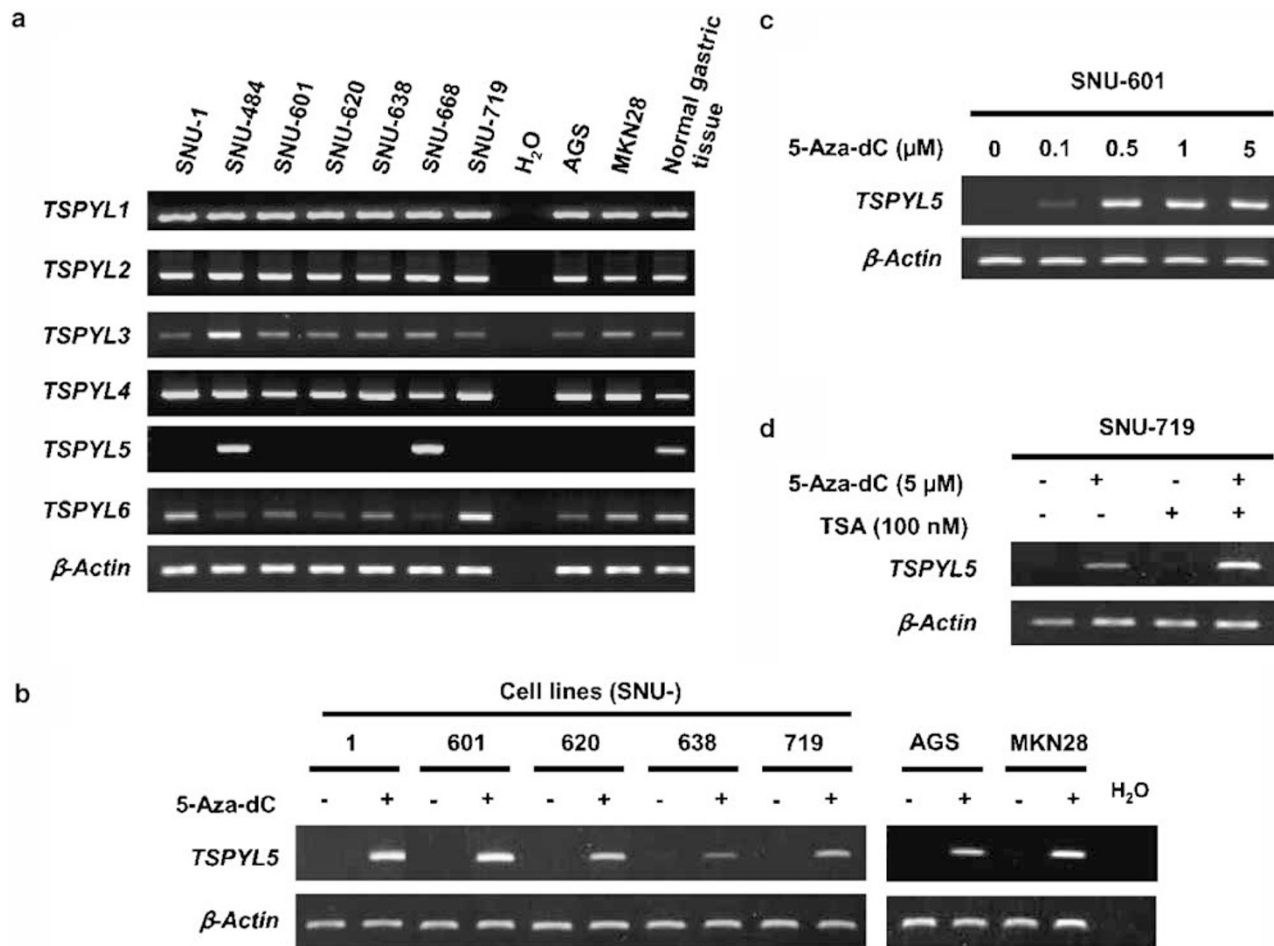 a
SNU-1 SNU-484 SNU-601 SNU-620 SNU-638 SNU-668 SNU-719 H₂O AGS MKN28 Normal gastric tissue
TSPYL1
TSPYL2
TSPYL3
TSPYL4
TSPYL5
TSPYL6
β-Actin
b
Cell lines (SNU-)
1 601 620 638 719 AGS MKN28
5-Aza-dC - + - + - + - + - + - + - + H₂O
TSPYL5
β-Actin
c
SNU-601
5-Aza-dC (μM) 0 0.1 0.5 1 5
TSPYL5
β-Actin
d
SNU-719
5-Aza-dC (5 μM) - + - +
TSA (100 nM) - - + +
TSPYL5
β-Actin